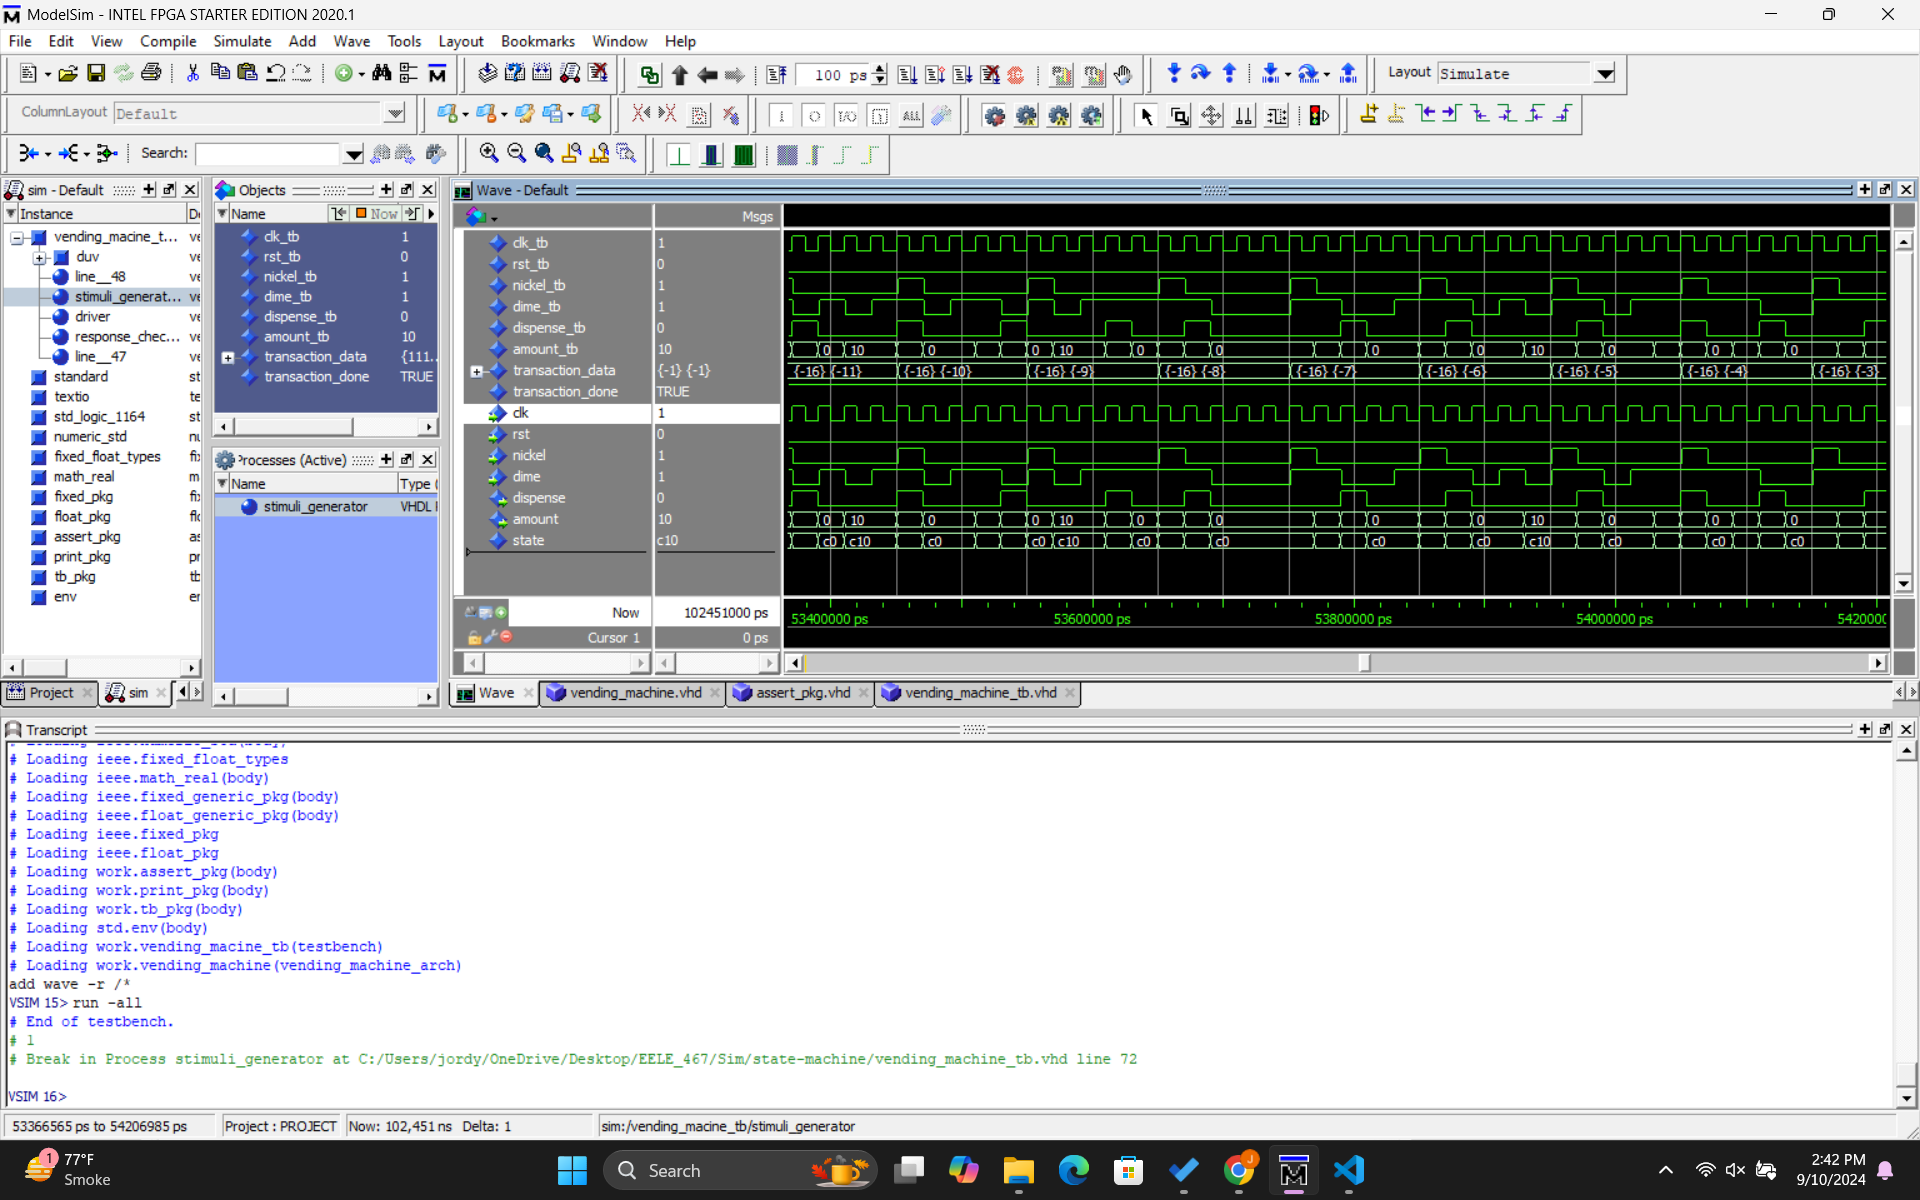 ModelSim - INTEL FPGA STARTER EDITION 2020.1
File Edit View Compile Simulate Add Wave Tools Layout Bookmarks Window Help
100 ps
Layout Simulate
ColumnLayout Default
Search:
sim - Default
Instance
vending_macine_t...
duv
line__48
stimuli_generat...
driver
response_chec...
line__47
standard
textio
std_logic_1164
numeric_std
fixed_float_types
math_real
fixed_pkg
float_pkg
assert_pkg
print_pkg
tb_pkg
env
Project
sim
Objects
Name Now
clk_tb 1
rst_tb 0
nickel_tb 1
dime_tb 1
dispense_tb 0
amount_tb 10
transaction_data {111...
transaction_done TRUE
Processes (Active)
Name Type (
stimuli_generator VHDL
Wave - Default
Msgs
clk_tb 1
rst_tb 0
nickel_tb 1
dime_tb 1
dispense_tb 0
amount_tb 10 0 10 0 0 10 0 0 0 0 10 0 0 0
transaction_data {-1} {-1} {-16} {-11} {-16} {-10} {-16} {-9} {-16} {-8} {-16} {-7} {-16} {-6} {-16} {-5} {-16} {-4} {-16} {-3}
transaction_done TRUE
clk 1
rst 0
nickel 1
dime 1
dispense 0
amount 10 0 10 0 0 10 0 0 0 0 10 0 0 0
state c10 c0 c10 c0 c0 c10 c0 c0 c0 c0 c10 c0 c0 c0
Now 102451000 ps 53400000 ps 53600000 ps 53800000 ps 54000000 ps 5420000
Cursor 1 0 ps
Wave vending_machine.vhd assert_pkg.vhd vending_machine_tb.vhd
Transcript
# Loading ieee.fixed_float_types
# Loading ieee.math_real(body)
# Loading ieee.fixed_generic_pkg(body)
# Loading ieee.float_generic_pkg(body)
# Loading ieee.fixed_pkg
# Loading ieee.float_pkg
# Loading work.assert_pkg(body)
# Loading work.print_pkg(body)
# Loading work.tb_pkg(body)
# Loading std.env(body)
# Loading work.vending_macine_tb(testbench)
# Loading work.vending_machine(vending_machine_arch)
add wave -r /*
VSIM 15> run -all
# End of testbench.
# 1
# Break in Process stimuli_generator at C:/Users/jordy/OneDrive/Desktop/EELE_467/Sim/state-machine/vending_machine_tb.vhd line 72
VSIM 16>
53366565 ps to 54206985 ps Project : PROJECT Now: 102,451 ns Delta: 1 sim:/vending_macine_tb/stimuli_generator
1 77°F
Smoke
Search
2:42 PM
9/10/2024